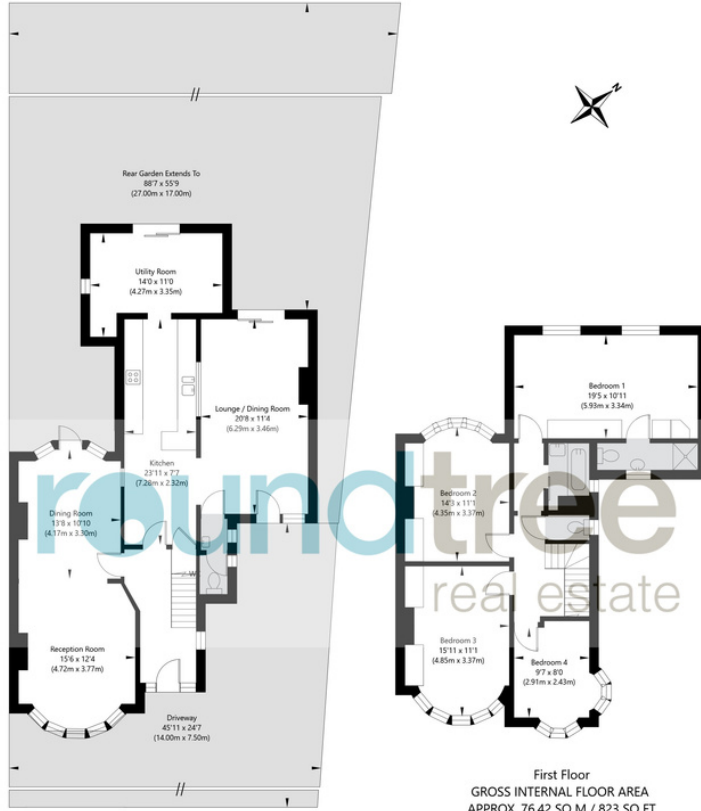 N
Rear Garden Extends To
88'7 x 55'9
(27.00m x 17.00m)
Utility Room
14'0 x 11'0
(4.27m x 3.35m)
Lounge / Dining Room
20'8 x 11'4
(6.29m x 3.46m)
Kitchen
23'11 x 7'7
(7.28m x 2.32m)
Dining Room
13'8 x 10'10
(4.17m x 3.30m)
Reception Room
15'6 x 12'4
(4.72m x 3.77m)
Driveway
45'11 x 24'7
(14.00m x 7.50m)
Bedroom 1
19'5 x 10'11
(5.93m x 3.34m)
Bedroom 2
14'3 x 11'1
(4.35m x 3.37m)
Bedroom 3
15'11 x 11'1
(4.85m x 3.37m)
Bedroom 4
9'7 x 8'0
(2.91m x 2.43m)
roundtree
real estate
First Floor
GROSS INTERNAL FLOOR AREA
APPROX. 76.42 SQ M / 823 SQ FT